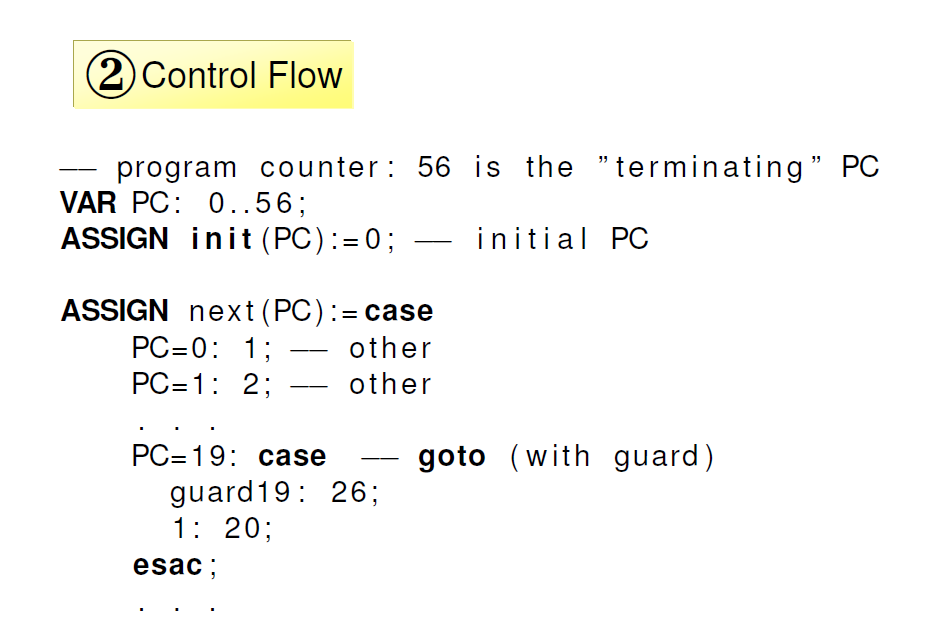 ② Control Flow
-- program counter: 56 is the "terminating" PC
VAR PC: 0..56;
ASSIGN init(PC):=0; -- initial PC
ASSIGN next(PC):=case
PC=0: 1; -- other
PC=1: 2; -- other
. . .
PC=19: case -- goto (with guard)
guard19: 26;
1: 20;
esac;
. . .